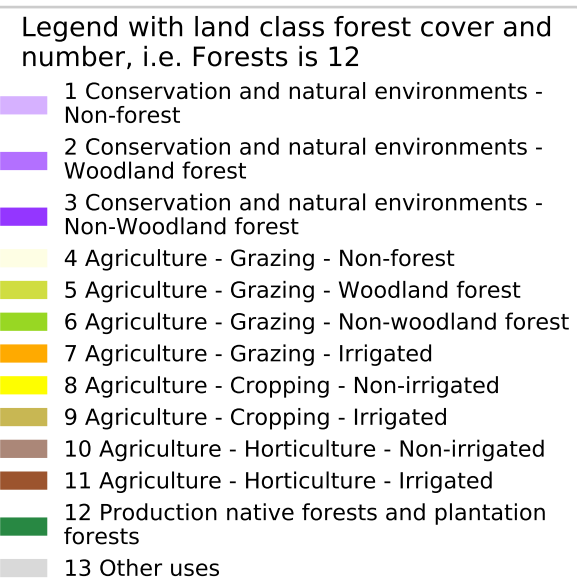 Legend with land class forest cover and
number, i.e. Forests is 12
1 Conservation and natural environments -
Non-forest
2 Conservation and natural environments -
Woodland forest
3 Conservation and natural environments -
Non-Woodland forest
4 Agriculture - Grazing - Non-forest
5 Agriculture - Grazing - Woodland forest
6 Agriculture - Grazing - Non-woodland forest
7 Agriculture - Grazing - Irrigated
8 Agriculture - Cropping - Non-irrigated
9 Agriculture - Cropping - Irrigated
10 Agriculture - Horticulture - Non-irrigated
11 Agriculture - Horticulture - Irrigated
12 Production native forests and plantation
forests
13 Other uses